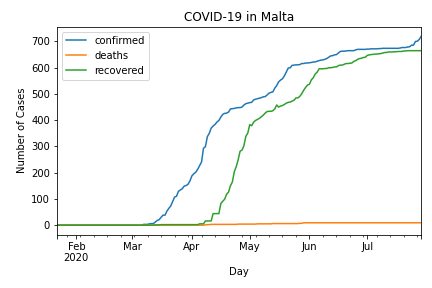 COVID-19 in Malta
confirmed
deaths
recovered
Number of Cases
700
600
500
400
300
200
100
0
Feb Mar Apr May Jun Jul
2020
Day